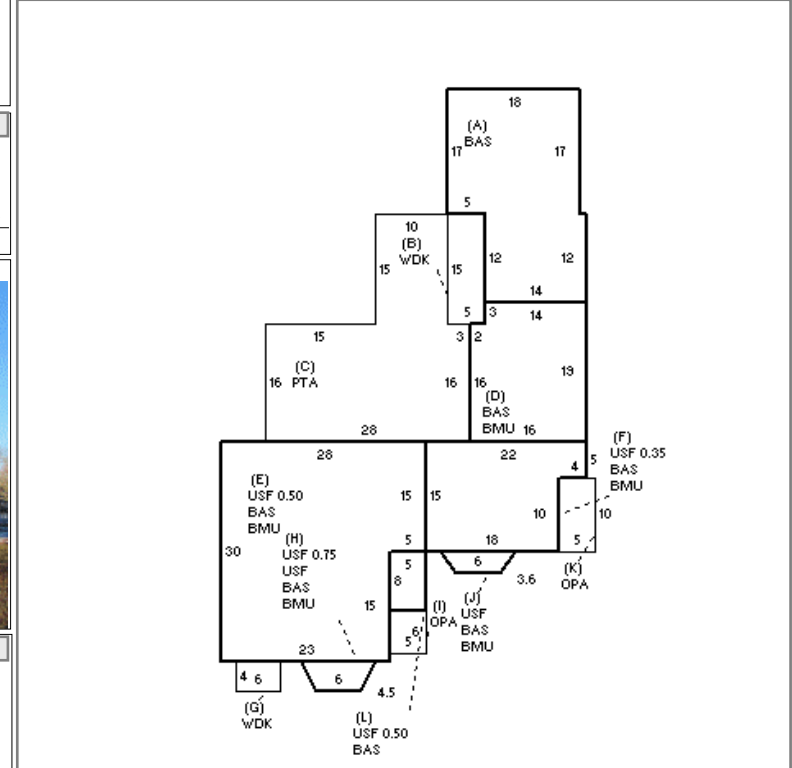 18
(A)
BAS
17
17
5
10
(B)
WDK
15
15
12
12
14
5
3
14
15
3
2
(C)
PTA
16
16
16
19
(D)
BAS
BMU
16
28
28
22
(F)
USF 0.35
BAS
BMU
4
5
(E)
USF 0.50
BAS
BMU
15
15
10
10
5
18
5
(H)
USF 0.75
USF
BAS
BMU
30
5
8
6
3.6
(K)
OPA
15
(I)
OPA
(J)
USF
BAS
BMU
6
5
23
4
6
6
4.5
(G)
WDK
(L)
USF 0.50
BAS